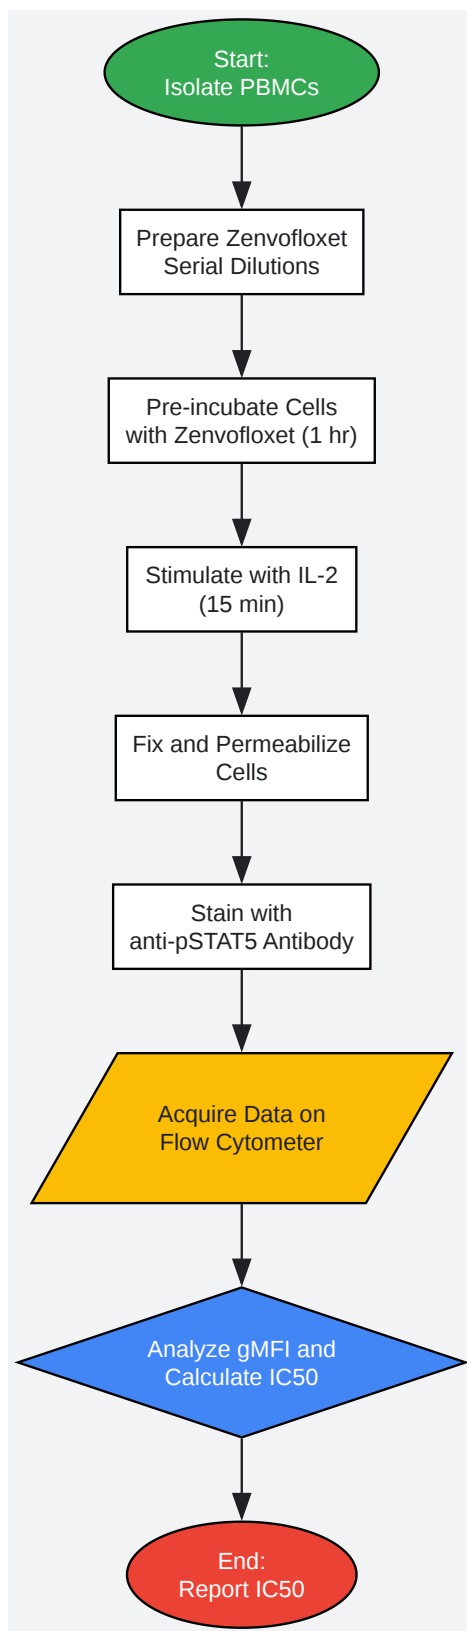 Start:
Isolate PBMCs
Prepare Zenvofloxet
Serial Dilutions
Pre-incubate Cells
with Zenvofloxet (1 hr)
Stimulate with IL-2
(15 min)
Fix and Permeabilize
Cells
Stain with
anti-pSTAT5 Antibody
Acquire Data on
Flow Cytometer
Analyze gMFI and
Calculate IC50
End:
Report IC50